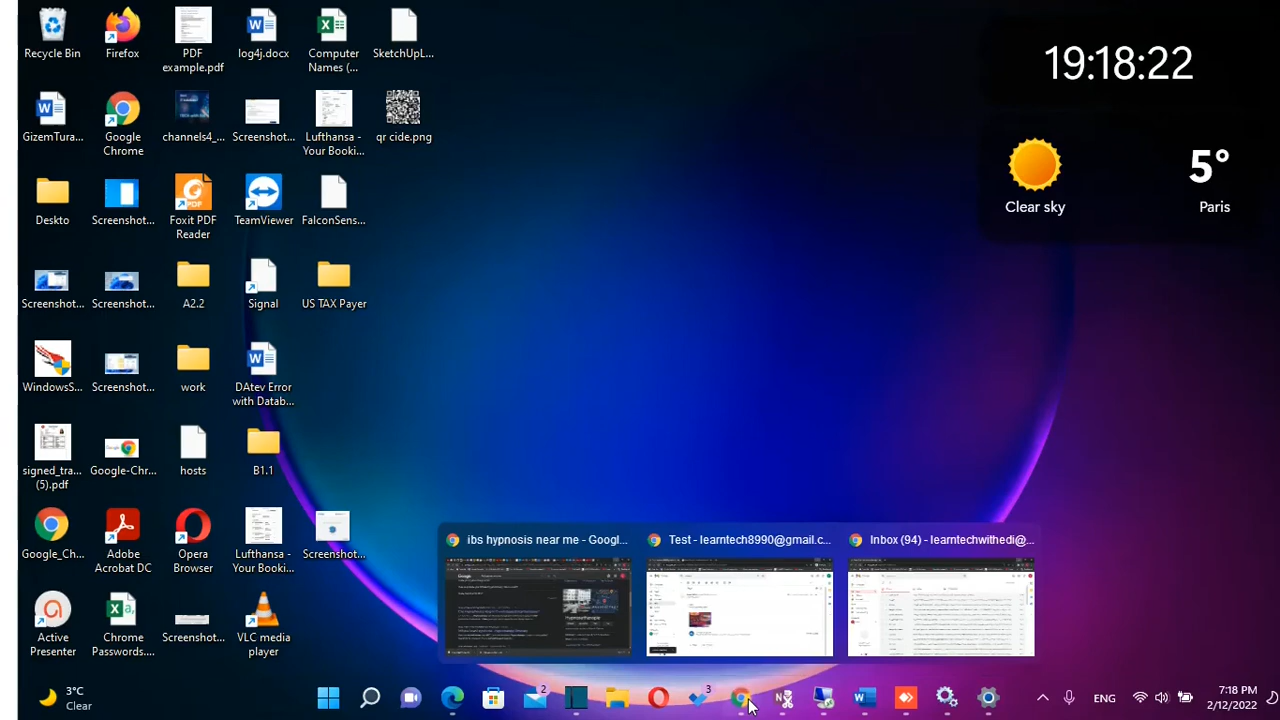 Recycle Bin
Firefox
PDF example.pdf
log4j.docx
Computer Names (...
SketchUpL...
GizemTura...
Google Chrome
channels4_...
Screenshot...
Lufthansa - Your Booki...
qr cide.png
Deskto
Screenshot...
Foxit PDF Reader
TeamViewer
FalconSens...
Screenshot...
Screenshot...
A2.2
Signal
US TAX Payer
WindowsS...
Screenshot...
work
DAtev Error with Datab...
signed_tra... (5).pdf
Google-Chr...
hosts
B1.1
Google_Ch...
Adobe Acrobat DC
Opera Browser
Lufthansa - Your Booki...
Screenshot...
Active Presenter
Chrome Passwords....
Screenshot...
VLC media
19:18:22
5°
Clear sky
Paris
ibs hypnosis near me - Googl...
Test - learntech8990@gmail.c...
Inbox (94) - learntechwithedi@...
3°C
Clear
2
3
ENG
7:18 PM
2/12/2022